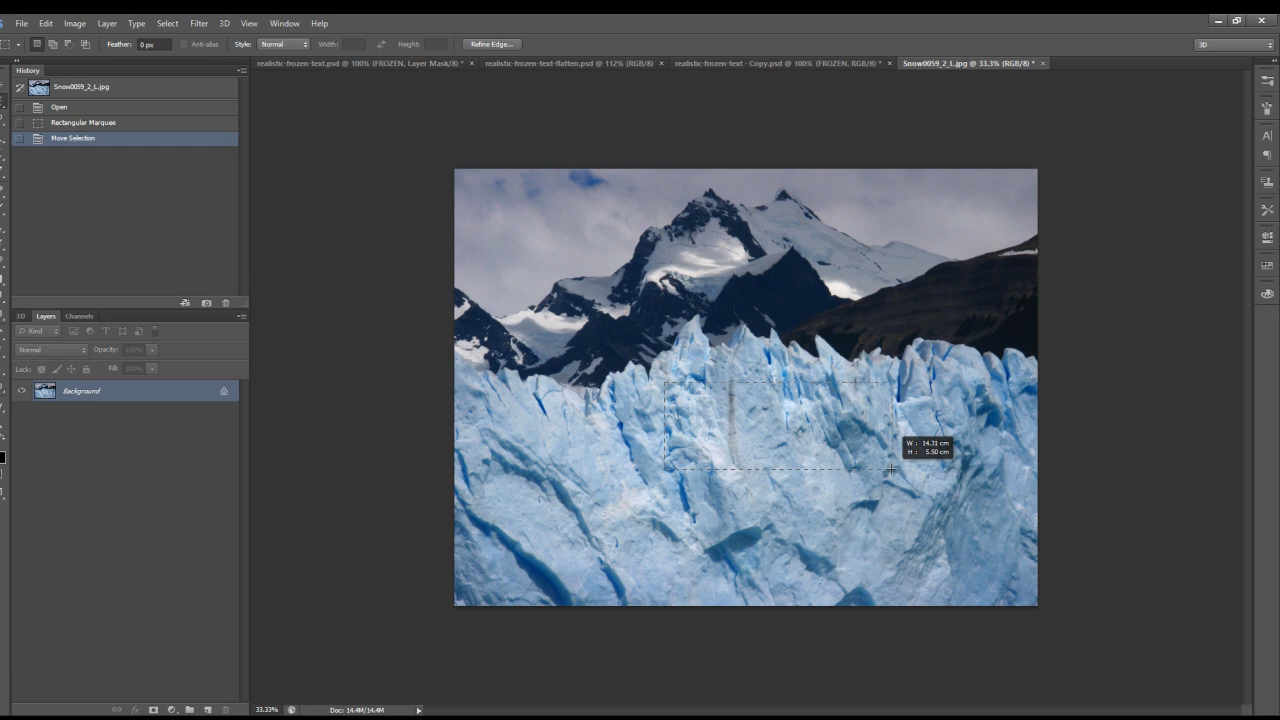 File Edit Image Layer Type Select Filter 3D View Window Help
Feather: 0 px Anti-alias Style: Normal Width: Height: Refine Edge... 3D
realistic-frozen-text.psd @ 100% (FROZEN, Layer Mask/8) * × realistic-frozen-text-flatten.psd @ 112% (RGB/8) × realistic-frozen-text - Copy.psd @ 100% (FROZEN, RGB/8) * × Snow0059_2_L.jpg @ 33.3% (RGB/8) * ×
History
Snow0059_2_L.jpg
Open
Rectangular Marquee
Move Selection
3D Layers Channels
Kind
Normal Opacity: 100%
Lock: Fill: 100%
Background
W : 14.31 cm
H : 5.50 cm
33.33% Doc: 14.4M/14.4M